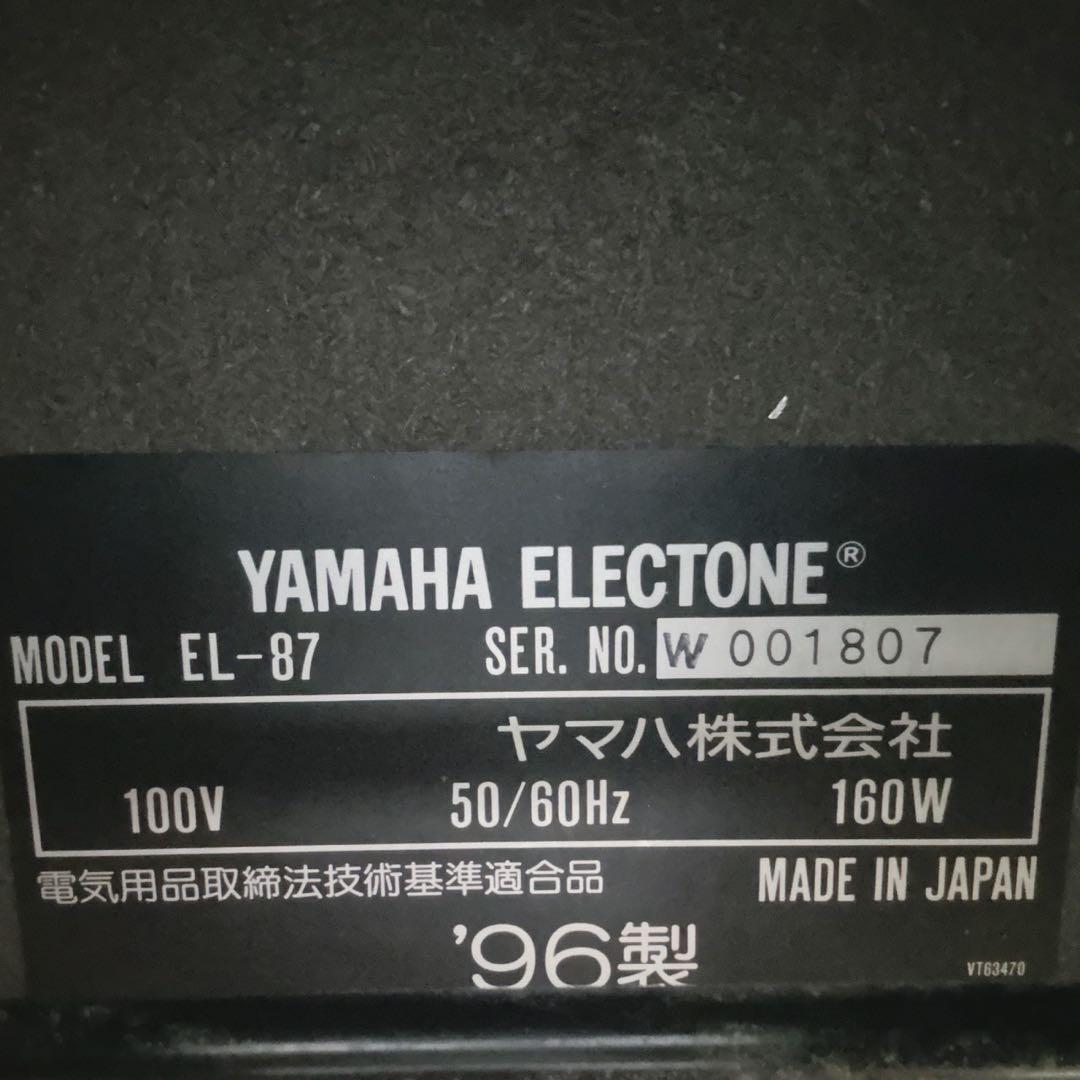 YAMAHA ELECTONE®
MODEL EL-87 SER. NO. W 001807
ヤマハ株式会社
100V 50/60Hz 160W
電気用品取締法技術基準適合品 MADE IN JAPAN
'96製
VT63470